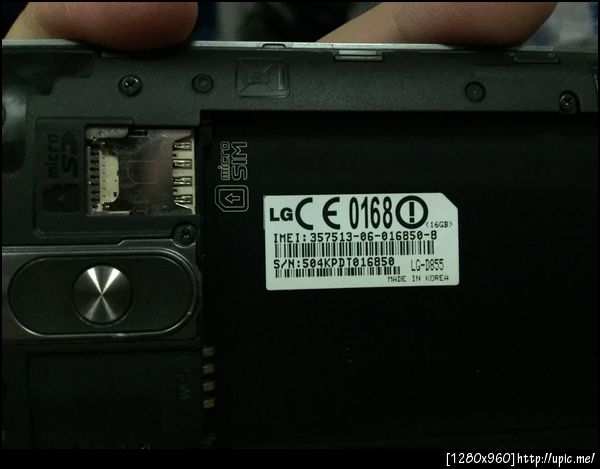 micro
SD
micro
SIM
LG CE 0168 (16GB)
IMEI:357513-06-016850-8
S/N:504KPDT016850 LG-D855
MADE IN KOREA
[1280x960]http://upic.me/